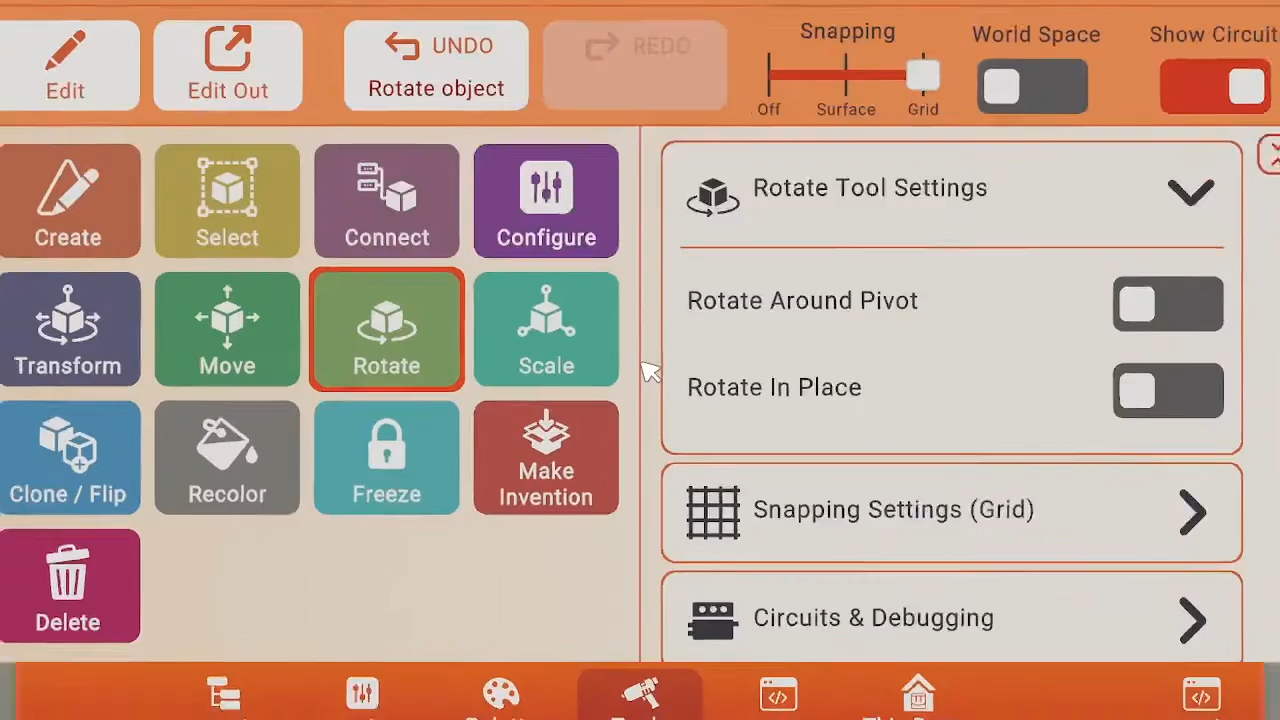 Edit
Edit Out
UNDO
Rotate object
REDO
Snapping
Off
Surface
Grid
World Space
Show Circuit
Create
Select
Connect
Configure
Transform
Move
Rotate
Scale
Clone / Flip
Recolor
Freeze
Make
Invention
Delete
Rotate Tool Settings
Rotate Around Pivot
Rotate In Place
Snapping Settings (Grid)
Circuits & Debugging